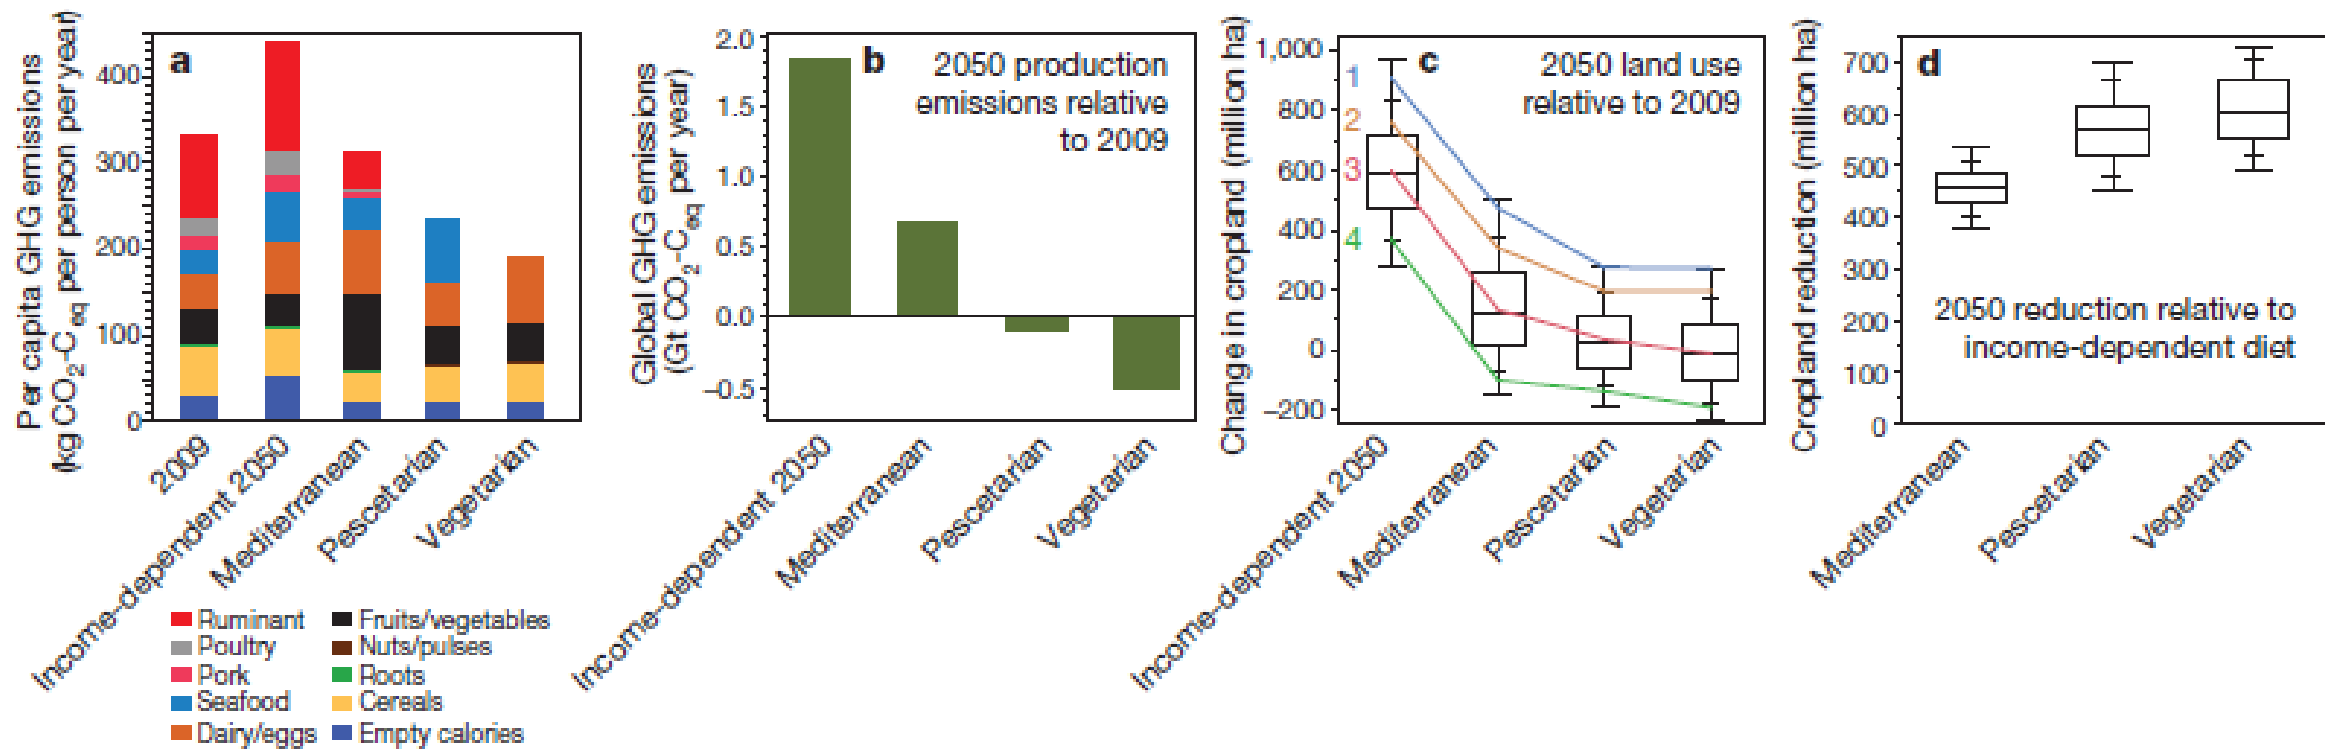 a
Per capita GHG emissions
(kg CO2-Ceq per person per year)
400
300
200
100
0
2009
Income-dependent 2050
Mediterranean
Pescetarian
Vegetarian
Ruminant
Poultry
Pork
Seafood
Dairy/eggs
Fruits/vegetables
Nuts/pulses
Roots
Cereals
Empty calories
b
2050 production
emissions relative
to 2009
Global GHG emissions
(Gt CO2-Ceq per year)
2.0
1.5
1.0
0.5
0.0
–0.5
Income-dependent 2050
Mediterranean
Pescetarian
Vegetarian
c
2050 land use
relative to 2009
Change in cropland (million ha)
1,000
800
600
400
200
0
–200
1
2
3
4
Income-dependent 2050
Mediterranean
Pescetarian
Vegetarian
d
Cropland reduction (million ha)
700
600
500
400
300
200
100
0
2050 reduction relative to
income-dependent diet
Mediterranean
Pescetarian
Vegetarian